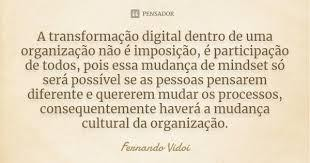 PENSADOR
A transformação digital dentro de uma
organização não é imposição, é participação
de todos, pois essa mudança de mindset só
será possível se as pessoas pensarem
diferente e quererem mudar os processos,
consequentemente haverá a mudança
cultural da organização.
Fernando Vidoi